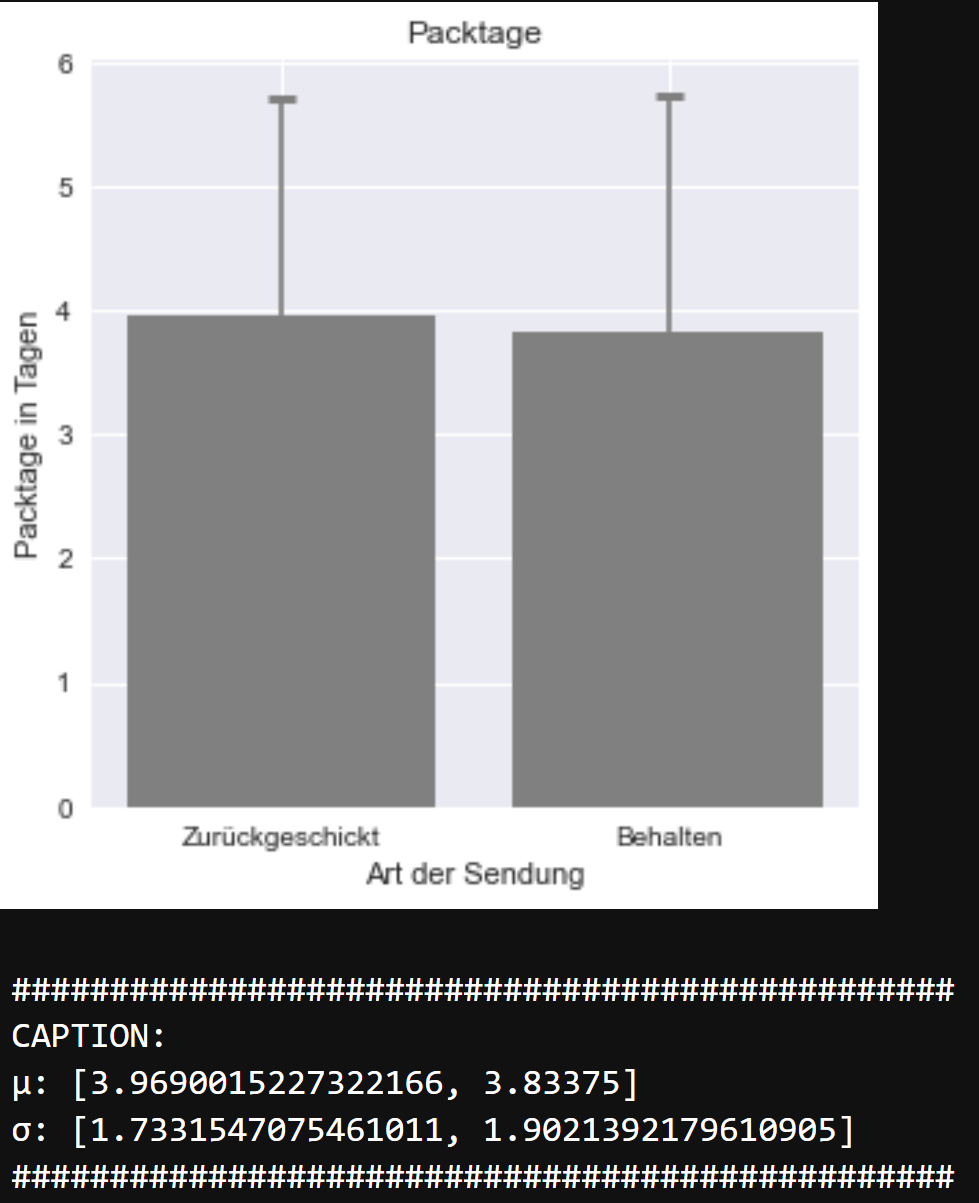 Packtage
6
5
4
3
2
1
0
Packtage in Tagen
Zurückgeschickt Behalten
Art der Sendung
################################################
CAPTION:
μ: [3.9690015227322166, 3.83375]
σ: [1.7331547075461011, 1.9021392179610905]
################################################